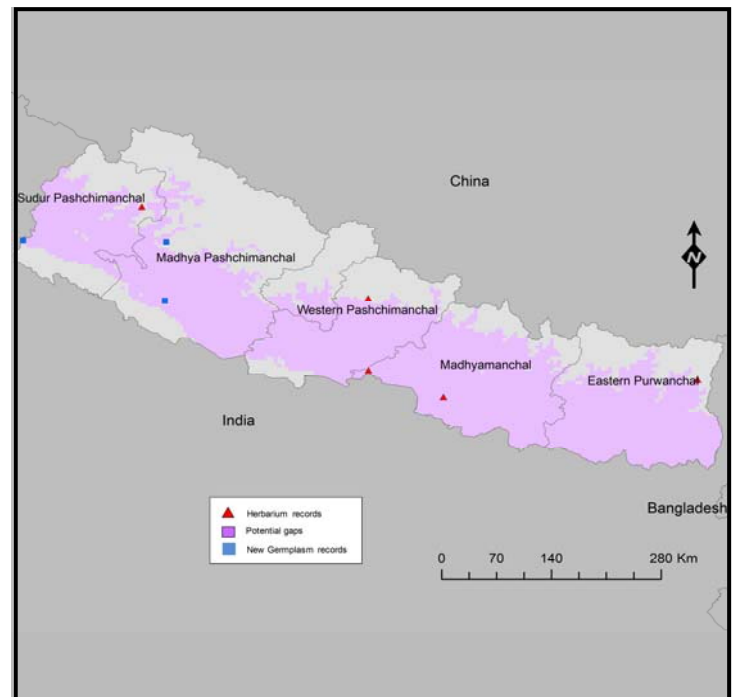 China
Sudur Pashchimanchal
N
Madhya Pashchimanchal
Western Pashchimanchal
Madhyamanchal
Eastern Purwanchal
India
Bangladesh
Herbarium records
Potential gaps
New Germplasm records
0 70 140 280 Km